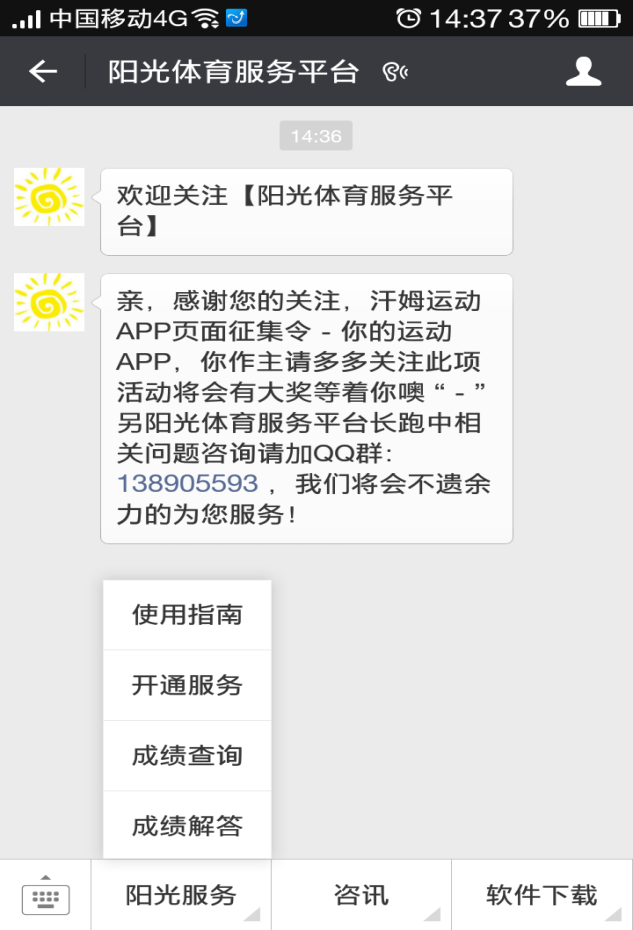 中国移动4G 14:37 37%
阳光体育服务平台
14:36
欢迎关注【阳光体育服务平
台】
亲，感谢您的关注，汗姆运动
APP页面征集令 - 你的运动
APP，你作主请多多关注此项
活动将会有大奖等着你噢“ - ”
另阳光体育服务平台长跑中相
关问题咨询请加QQ群:
138905593 ，我们将会不遗余
力的为您服务！
使用指南
开通服务
成绩查询
成绩解答
阳光服务 咨讯 软件下载